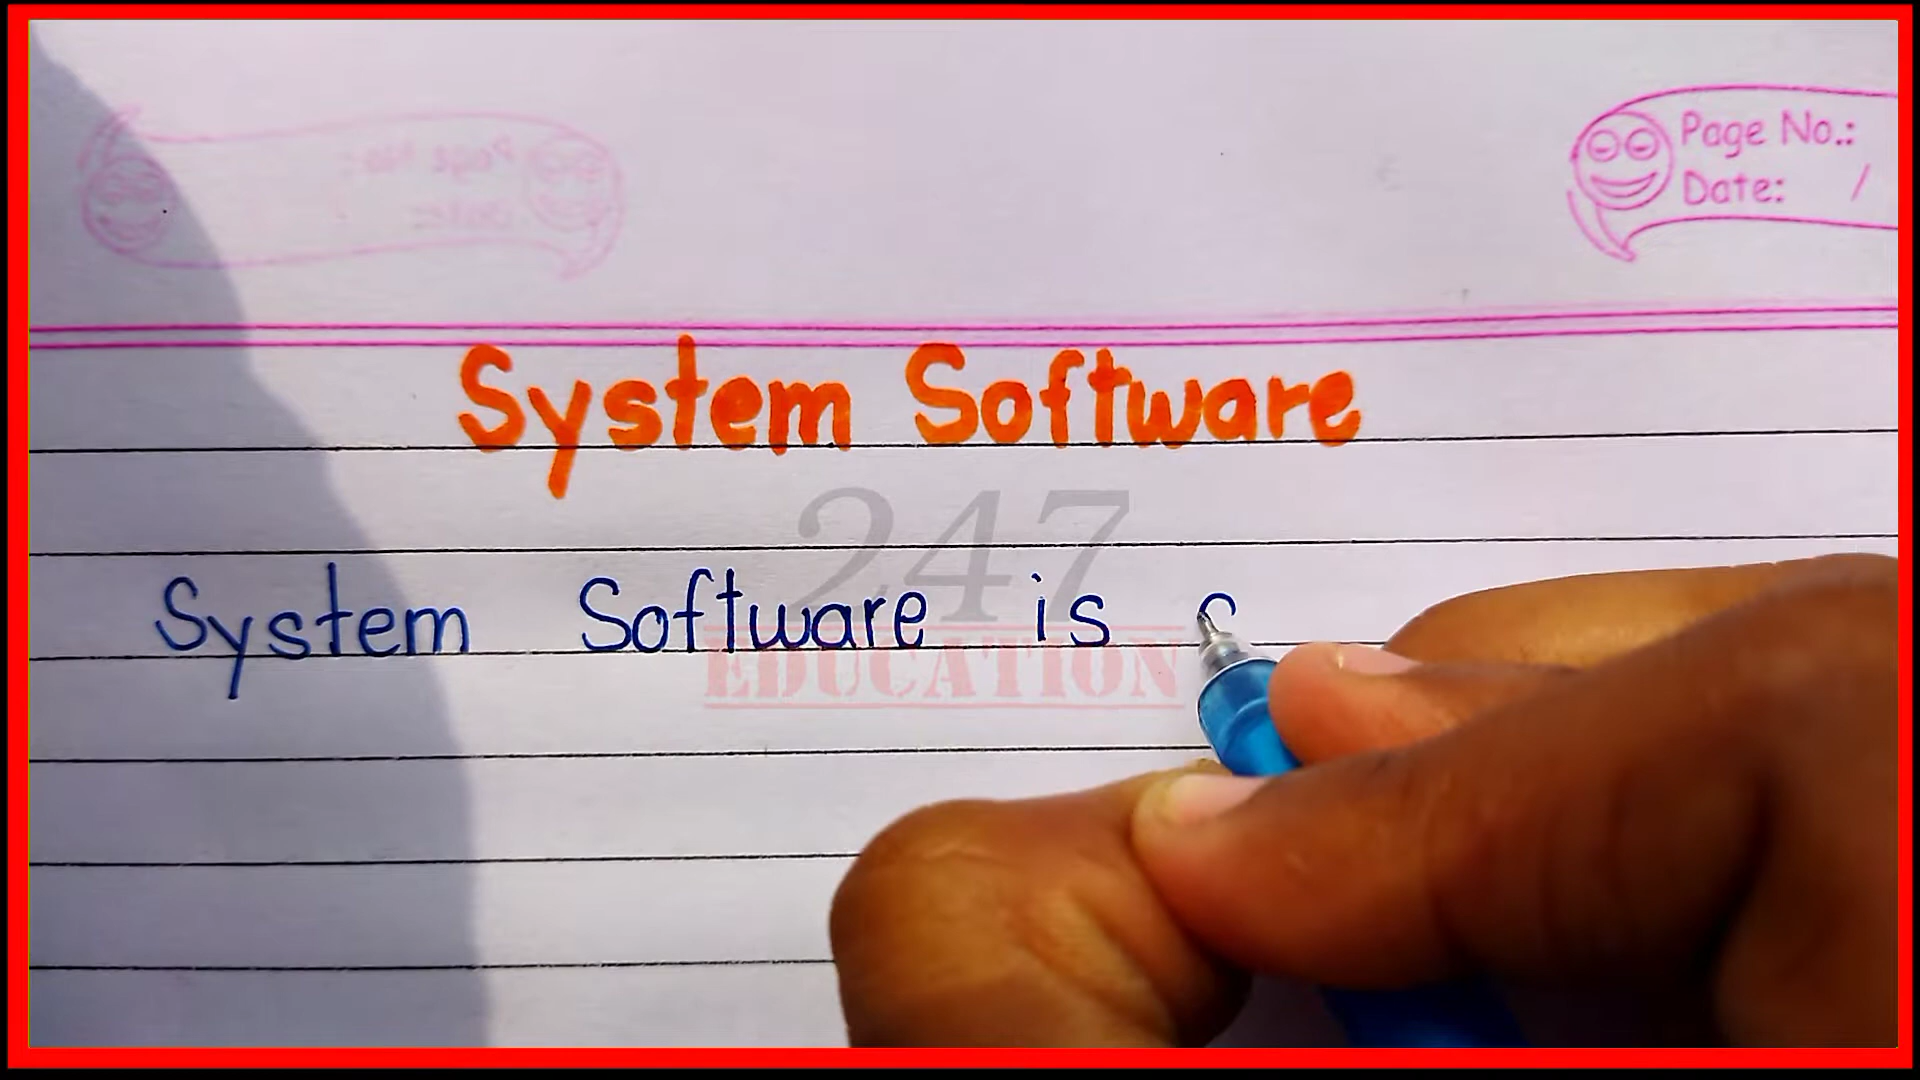 Page No.:
Date: /
System Software
247
EDUCATION
System Software is